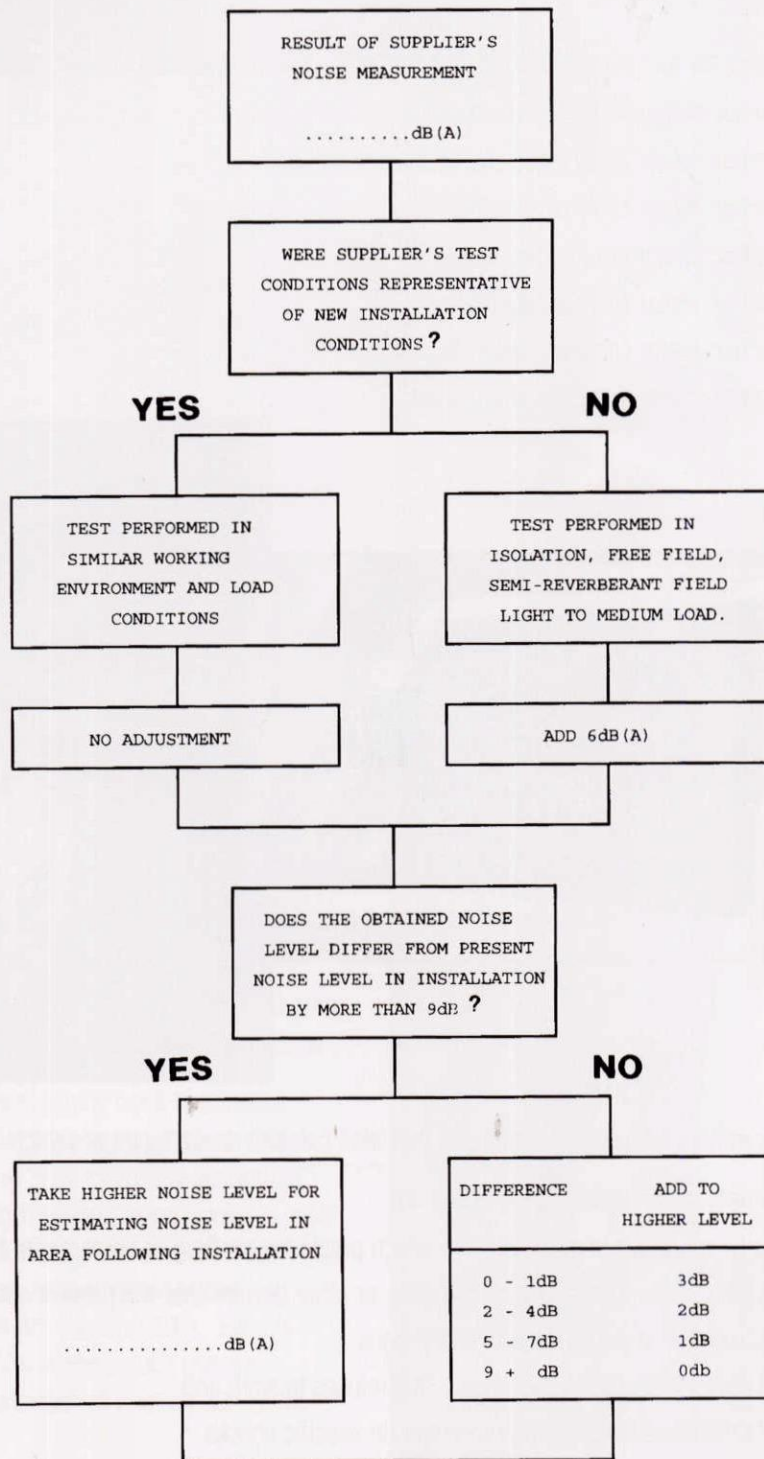 RESULT OF SUPPLIER'S
NOISE MEASUREMENT
..........dB(A)
WERE SUPPLIER'S TEST
CONDITIONS REPRESENTATIVE
OF NEW INSTALLATION
CONDITIONS?
YES
NO
TEST PERFORMED IN
SIMILAR WORKING
ENVIRONMENT AND LOAD
CONDITIONS
TEST PERFORMED IN
ISOLATION, FREE FIELD,
SEMI-REVERBERANT FIELD
LIGHT TO MEDIUM LOAD.
NO ADJUSTMENT
ADD 6dB(A)
DOES THE OBTAINED NOISE
LEVEL DIFFER FROM PRESENT
NOISE LEVEL IN INSTALLATION
BY MORE THAN 9dB ?
YES
NO
TAKE HIGHER NOISE LEVEL FOR
ESTIMATING NOISE LEVEL IN
AREA FOLLOWING INSTALLATION
...............dB(A)
DIFFERENCE ADD TO
HIGHER LEVEL
0 - 1dB 3dB
2 - 4dB 2dB
5 - 7dB 1dB
9 + dB 0db